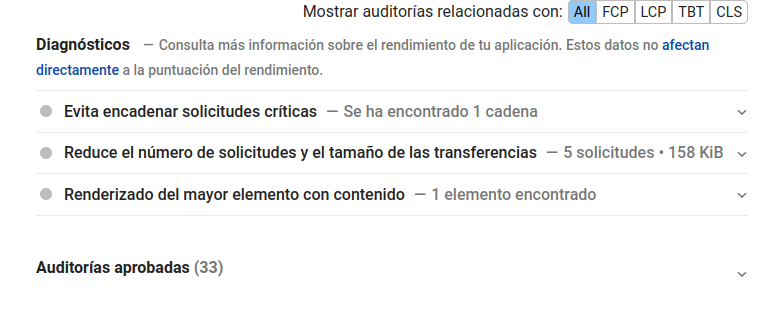 Mostrar auditorías relacionadas con: All FCP LCP TBT CLS
Diagnósticos — Consulta más información sobre el rendimiento de tu aplicación. Estos datos no afectan
directamente a la puntuación del rendimiento.
Evita encadenar solicitudes críticas — Se ha encontrado 1 cadena
Reduce el número de solicitudes y el tamaño de las transferencias — 5 solicitudes • 158 KiB
Renderizado del mayor elemento con contenido — 1 elemento encontrado
Auditorías aprobadas (33)